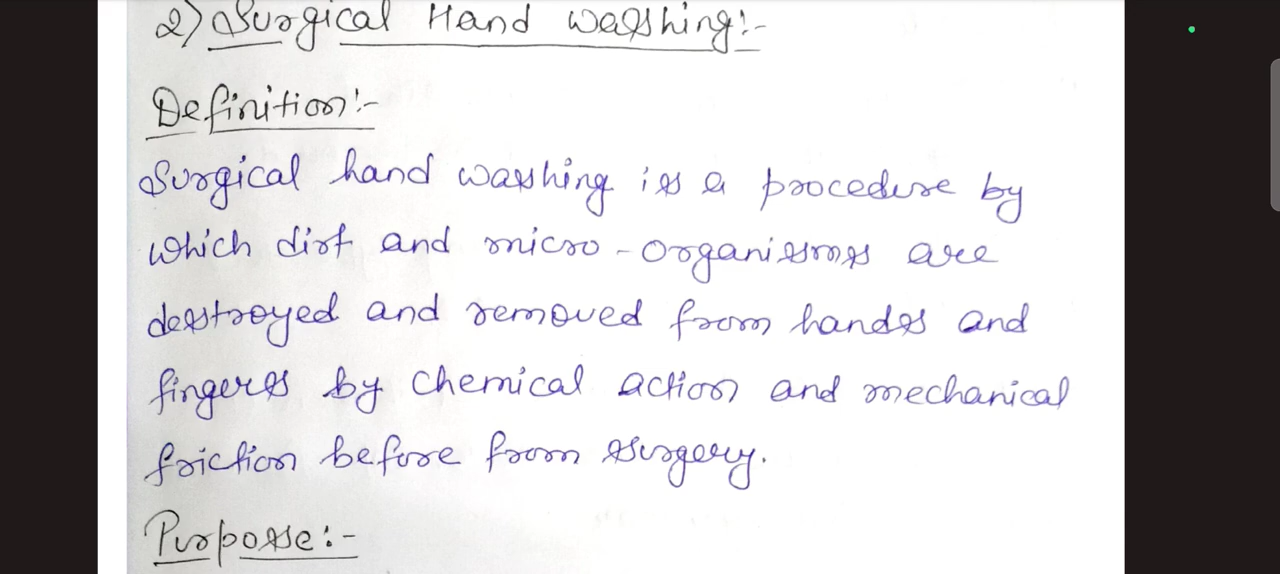 2) Surgical Hand washing:-
Definition:-
Surgical hand washing is a procedure by
which dirt and micro-organisms are
destroyed and removed from hands and
fingers by chemical action and mechanical
friction before from surgery.
Purpose:-